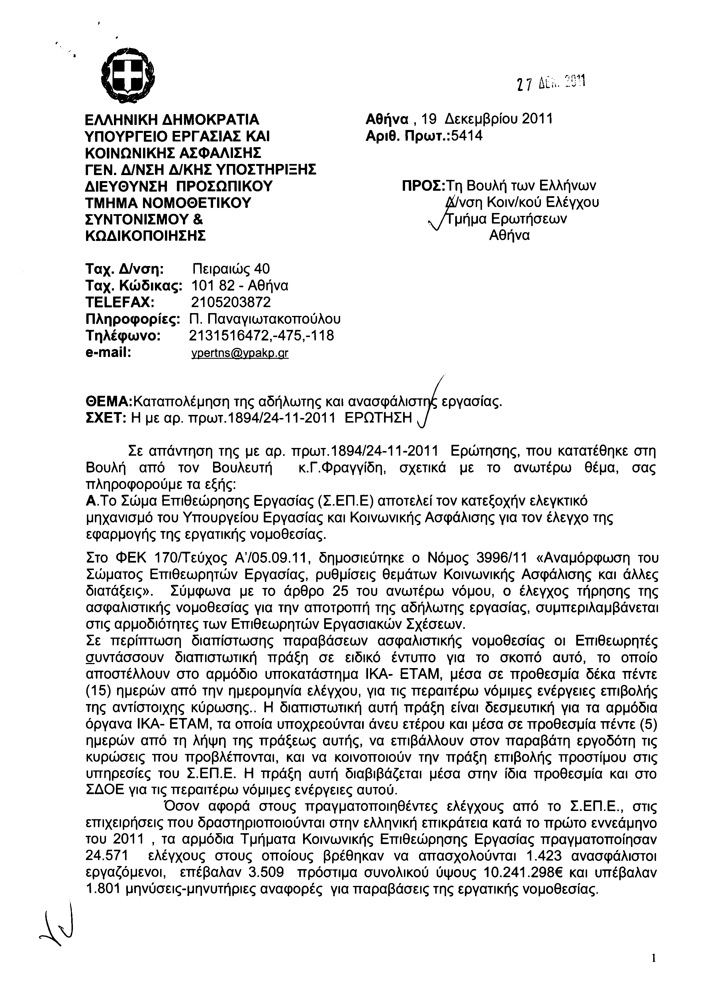 27 ΔΕΚ. 2011
ΕΛΛΗΝΙΚΗ ΔΗΜΟΚΡΑΤΙΑ
ΥΠΟΥΡΓΕΙΟ ΕΡΓΑΣΙΑΣ ΚΑΙ
ΚΟΙΝΩΝΙΚΗΣ ΑΣΦΑΛΙΣΗΣ
ΓΕΝ. Δ/ΝΣΗ Δ/ΚΗΣ ΥΠΟΣΤΗΡΙΞΗΣ
ΔΙΕΥΘΥΝΣΗ ΠΡΟΣΩΠΙΚΟΥ
ΤΜΗΜΑ ΝΟΜΟΘΕΤΙΚΟΥ
ΣΥΝΤΟΝΙΣΜΟΥ &
ΚΩΔΙΚΟΠΟΙΗΣΗΣ
Αθήνα , 19 Δεκεμβρίου 2011
Αριθ. Πρωτ.:5414
ΠΡΟΣ:Τη Βουλή των Ελλήνων
Δ/νση Κοιν/κού Ελέγχου
Τμήμα Ερωτήσεων
Αθήνα
Ταχ. Δ/νση: Πειραιώς 40
Ταχ. Κώδικας: 101 82 - Αθήνα
TELEFAX: 2105203872
Πληροφορίες: Π. Παναγιωτακοπούλου
Τηλέφωνο: 2131516472,-475,-118
e-mail: ypertns@ypakp.gr
ΘΕΜΑ:Καταπολέμηση της αδήλωτης και ανασφάλιστης εργασίας.
ΣΧΕΤ: Η με αρ. πρωτ.1894/24-11-2011 ΕΡΩΤΗΣΗ
Σε απάντηση της με αρ. πρωτ.1894/24-11-2011 Ερώτησης, που κατατέθηκε στη
Βουλή από τον Βουλευτή κ.Γ.Φραγγίδη, σχετικά με το ανωτέρω θέμα, σας
πληροφορούμε τα εξής:
Α.Το Σώμα Επιθεώρησης Εργασίας (Σ.ΕΠ.Ε) αποτελεί τον κατεξοχήν ελεγκτικό
μηχανισμό του Υπουργείου Εργασίας και Κοινωνικής Ασφάλισης για τον έλεγχο της
εφαρμογής της εργατικής νομοθεσίας.
Στο ΦΕΚ 170/Τεύχος Α’/05.09.11, δημοσιεύτηκε ο Νόμος 3996/11 «Αναμόρφωση του
Σώματος Επιθεωρητών Εργασίας, ρυθμίσεις θεμάτων Κοινωνικής Ασφάλισης και άλλες
διατάξεις». Σύμφωνα με το άρθρο 25 του ανωτέρω νόμου, ο έλεγχος τήρησης της
ασφαλιστικής νομοθεσίας για την αποτροπή της αδήλωτης εργασίας, συμπεριλαμβάνεται
στις αρμοδιότητες των Επιθεωρητών Εργασιακών Σχέσεων.
Σε περίπτωση διαπίστωσης παραβάσεων ασφαλιστικής νομοθεσίας οι Επιθεωρητές
συντάσσουν διαπιστωτική πράξη σε ειδικό έντυπο για το σκοπό αυτό, το οποίο
αποστέλλουν στο αρμόδιο υποκατάστημα ΙΚΑ- ΕΤΑΜ, μέσα σε προθεσμία δέκα πέντε
(15) ημερών από την ημερομηνία ελέγχου, για τις περαιτέρω νόμιμες ενέργειες επιβολής
της αντίστοιχης κύρωσης.. Η διαπιστωτική αυτή πράξη είναι δεσμευτική για τα αρμόδια
όργανα ΙΚΑ- ΕΤΑΜ, τα οποία υποχρεούνται άνευ ετέρου και μέσα σε προθεσμία πέντε (5)
ημερών από τη λήψη της πράξεως αυτής, να επιβάλλουν στον παραβάτη εργοδότη τις
κυρώσεις που προβλέπονται, και να κοινοποιούν την πράξη επιβολής προστίμου στις
υπηρεσίες του Σ.ΕΠ.Ε. Η πράξη αυτή διαβιβάζεται μέσα στην ίδια προθεσμία και στο
ΣΔΟΕ για τις περαιτέρω νόμιμες ενέργειες αυτού.
Όσον αφορά στους πραγματοποιηθέντες ελέγχους από το Σ.ΕΠ.Ε., στις
επιχειρήσεις που δραστηριοποιούνται στην ελληνική επικράτεια κατά το πρώτο εννεάμηνο
του 2011 , τα αρμόδια Τμήματα Κοινωνικής Επιθεώρησης Εργασίας πραγματοποίησαν
24.571 ελέγχους στους οποίους βρέθηκαν να απασχολούνται 1.423 ανασφάλιστοι
εργαζόμενοι, επέβαλαν 3.509 πρόστιμα συνολικού ύψους 10.241.298€ και υπέβαλαν
1.801 μηνύσεις-μηνυτήριες αναφορές για παραβάσεις της εργατικής νομοθεσίας.
1